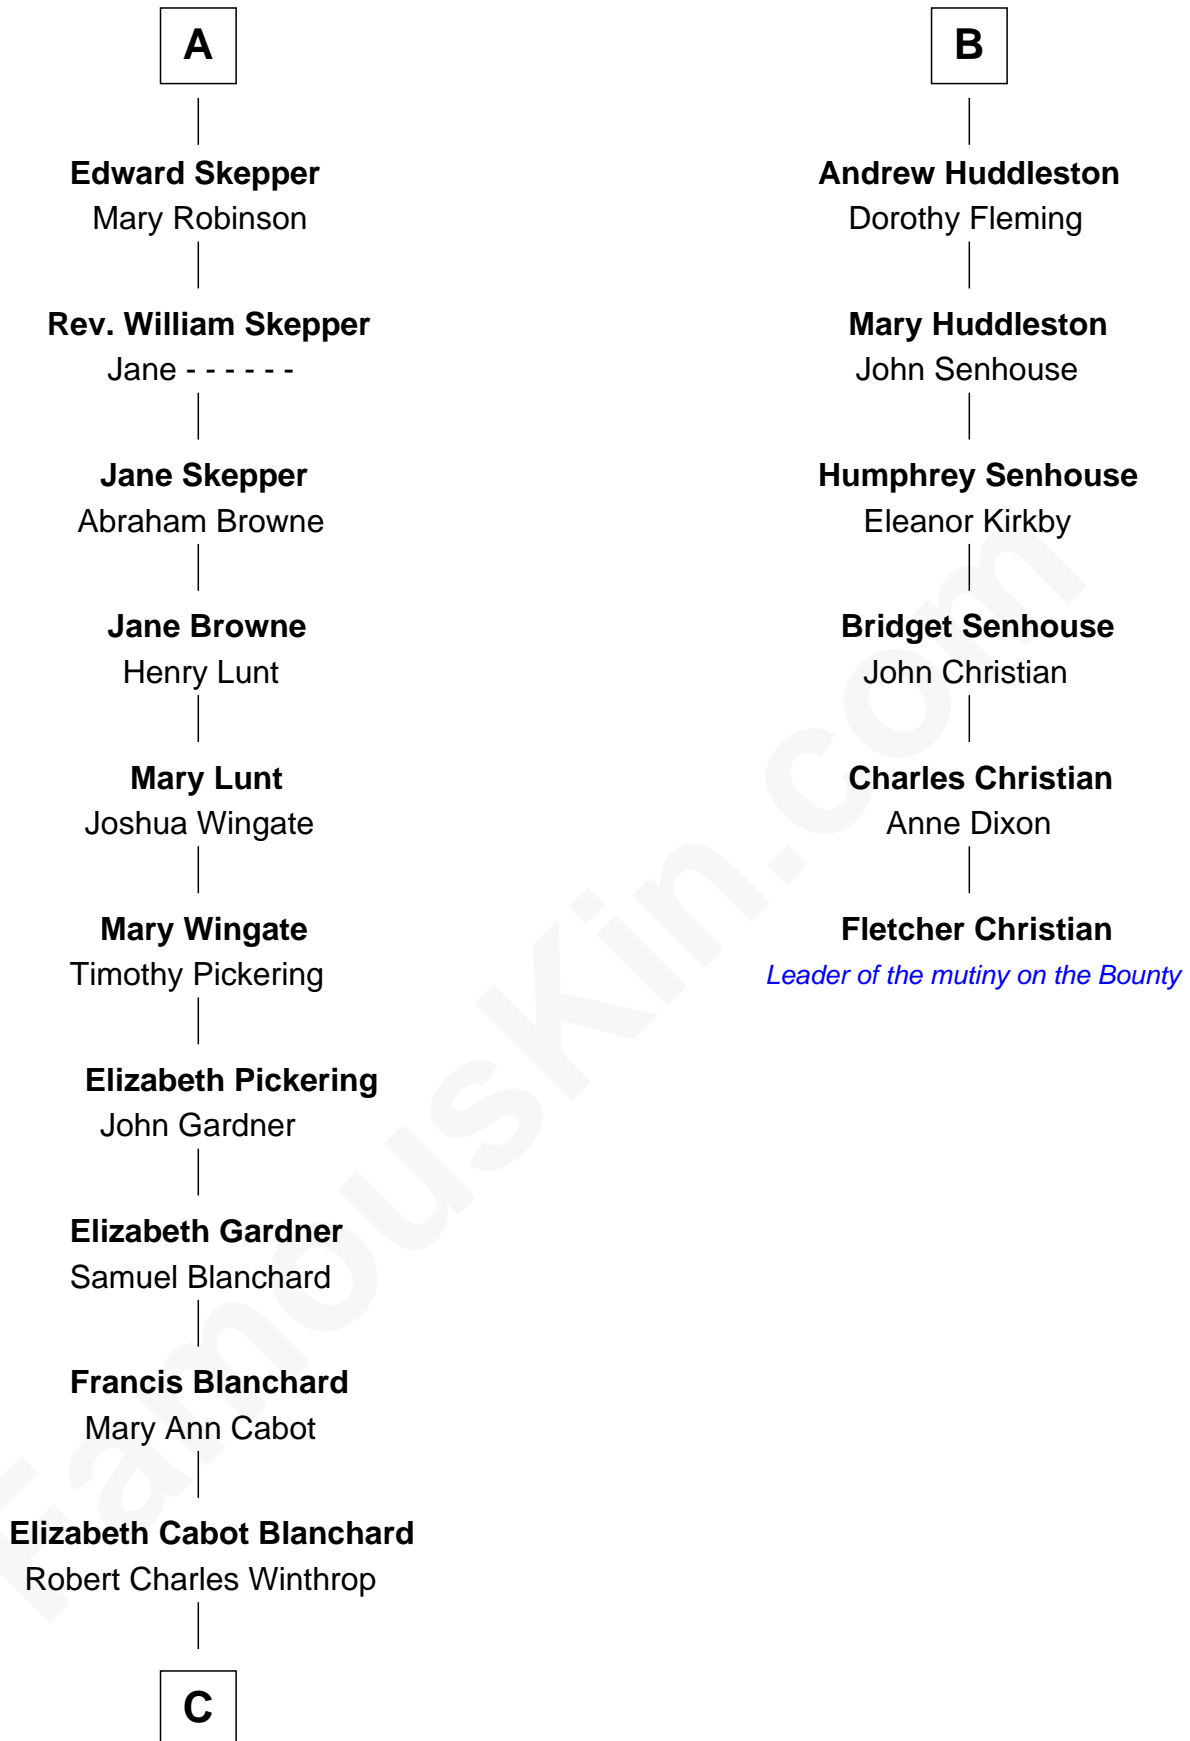 A
Edward Skepper
Mary Robinson
Rev. William Skepper
Jane - - - - - -
Jane Skepper
Abraham Browne
Jane Browne
Henry Lunt
Mary Lunt
Joshua Wingate
Mary Wingate
Timothy Pickering
Elizabeth Pickering
John Gardner
Elizabeth Gardner
Samuel Blanchard
Francis Blanchard
Mary Ann Cabot
Elizabeth Cabot Blanchard
Robert Charles Winthrop
C
B
Andrew Huddleston
Dorothy Fleming
Mary Huddleston
John Senhouse
Humphrey Senhouse
Eleanor Kirkby
Bridget Senhouse
John Christian
Charles Christian
Anne Dixon
Fletcher Christian
Leader of the mutiny on the Bounty
FamousKin.com